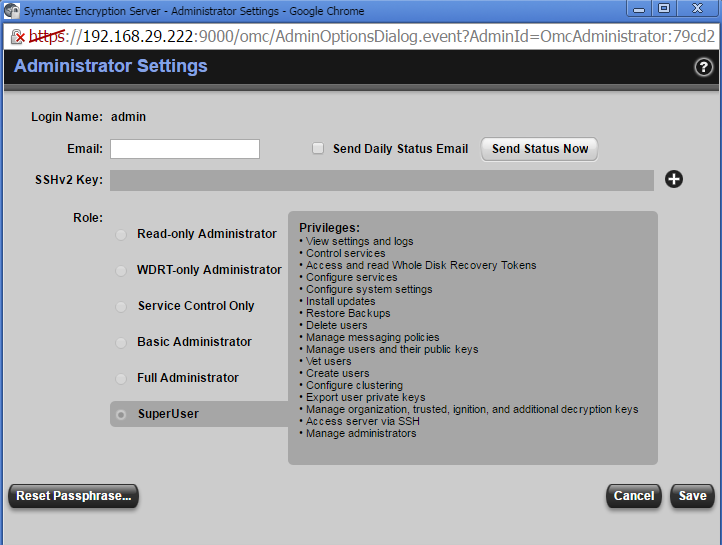 Symantec Encryption Server - Administrator Settings - Google Chrome
https://192.168.29.222:9000/omc/AdminOptionsDialog.event?AdminId=OmcAdministrator:79cd2
Administrator Settings ?
Login Name: admin
Email: Send Daily Status Email Send Status Now
SSHv2 Key:
Role:
Read-only Administrator
WDRT-only Administrator
Service Control Only
Basic Administrator
Full Administrator
SuperUser
Privileges:
• View settings and logs
• Control services
• Access and read Whole Disk Recovery Tokens
• Configure services
• Configure system settings
• Install updates
• Restore Backups
• Delete users
• Manage messaging policies
• Manage users and their public keys
• Vet users
• Create users
• Configure clustering
• Export user private keys
• Manage organization, trusted, ignition, and additional decryption keys
• Access server via SSH
• Manage administrators
Reset Passphrase... Cancel Save